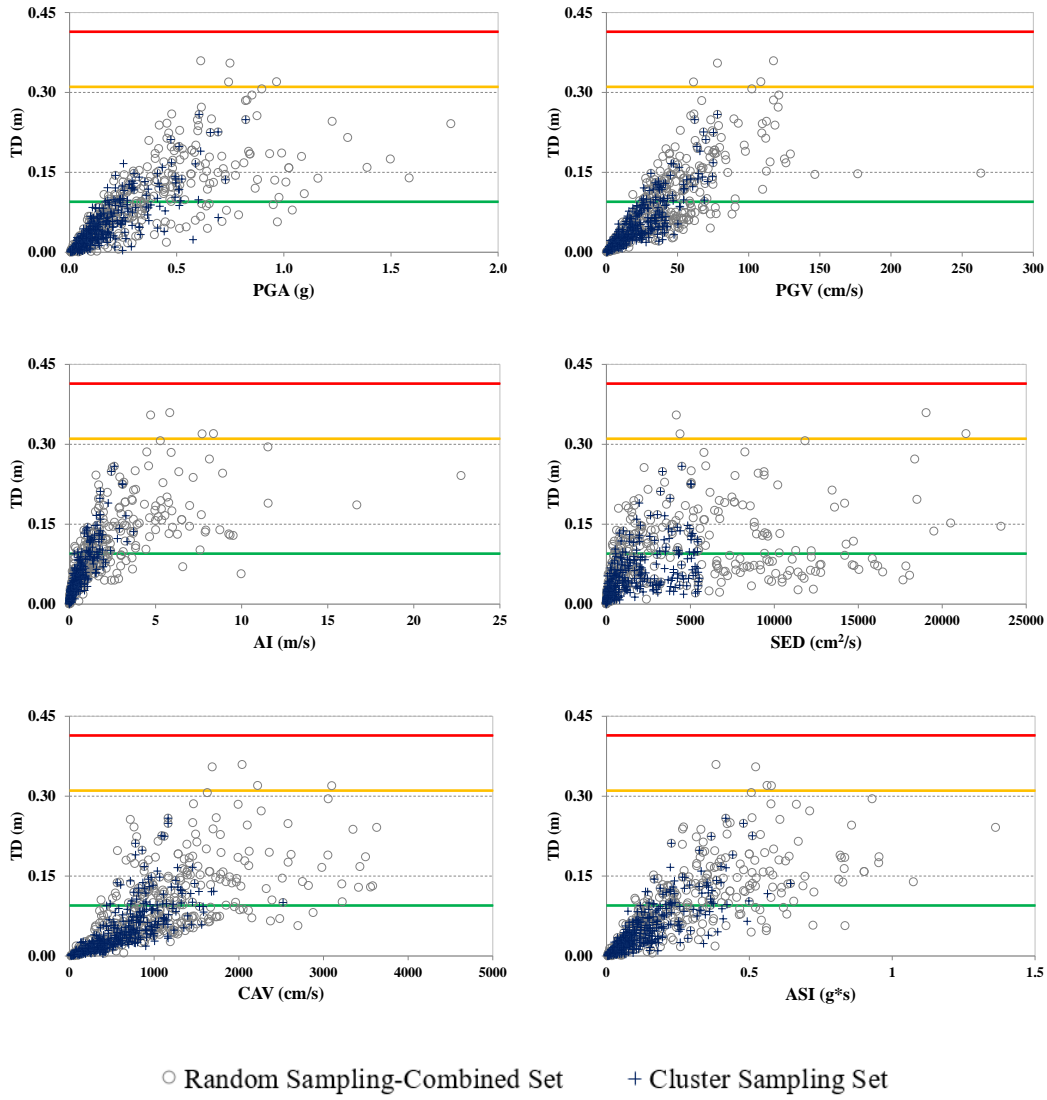 0.45
0.30
0.15
0.00
TD (m)
0.0 0.5 1.0 1.5 2.0
PGA (g)
0.45
0.30
0.15
0.00
TD (m)
0 50 100 150 200 250 300
PGV (cm/s)
0.45
0.30
0.15
0.00
TD (m)
0 5 10 15 20 25
AI (m/s)
0.45
0.30
0.15
0.00
TD (m)
0 5000 10000 15000 20000 25000
SED (cm²/s)
0.45
0.30
0.15
0.00
TD (m)
0 1000 2000 3000 4000 5000
CAV (cm/s)
0.45
0.30
0.15
0.00
TD (m)
0 0.5 1 1.5
ASI (g*s)
Random Sampling-Combined Set
Cluster Sampling Set